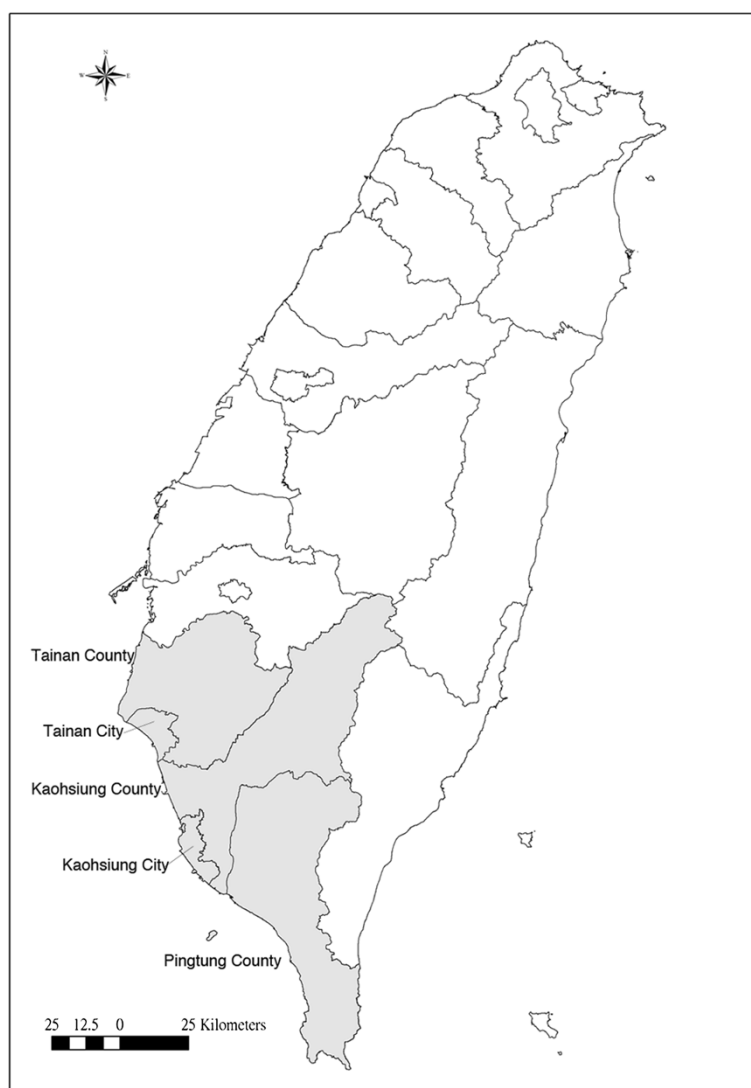 N
W E
S
Tainan County
Tainan City
Kaohsiung County
Kaohsiung City
Pingtung County
25 12.5 0 25 Kilometers